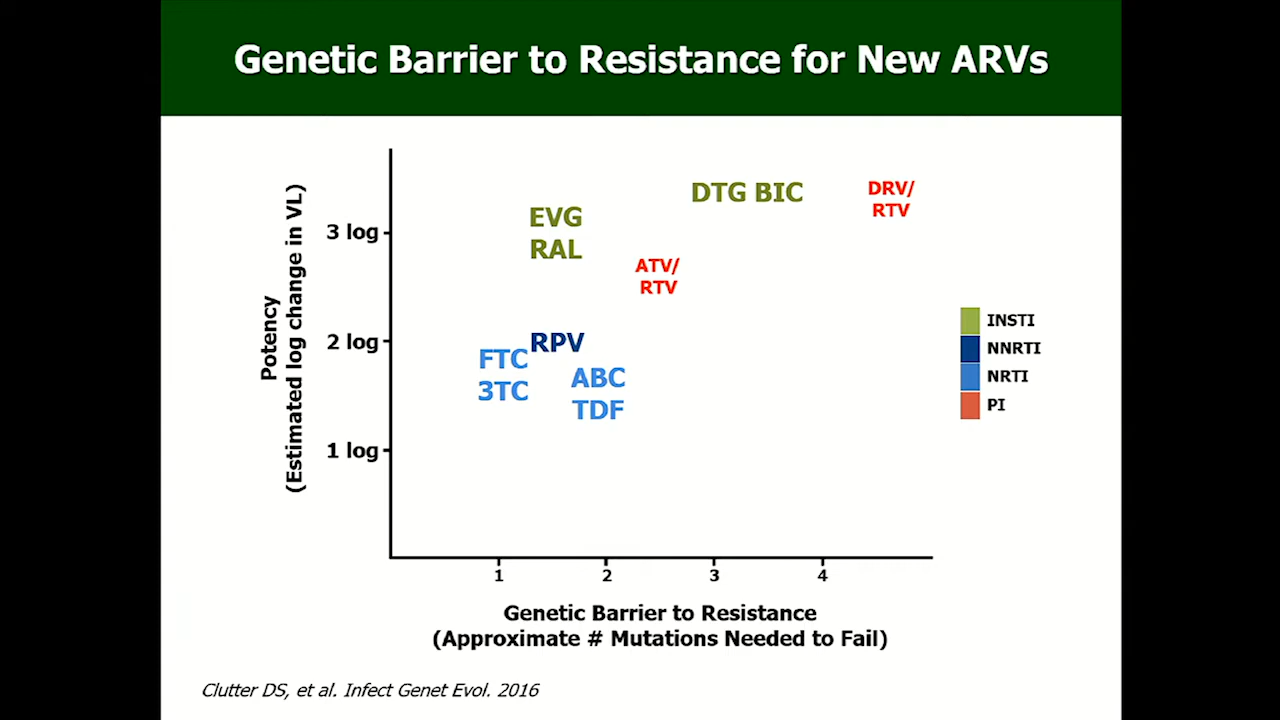 Genetic Barrier to Resistance for New ARVs
Potency
(Estimated log change in VL)
3 log
2 log
1 log
EVG
RAL
DTG BIC
DRV/
RTV
ATV/
RTV
RPV
FTC
3TC
ABC
TDF
INSTI
NNRTI
NRTI
PI
1 2 3 4
Genetic Barrier to Resistance
(Approximate # Mutations Needed to Fail)
Clutter DS, et al. Infect Genet Evol. 2016